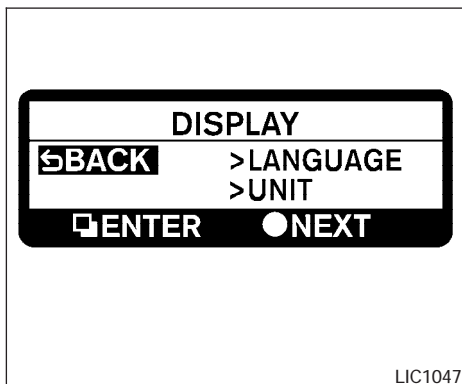 DISPLAY
BACK >LANGUAGE
>UNIT
ENTER NEXT
LIC1047